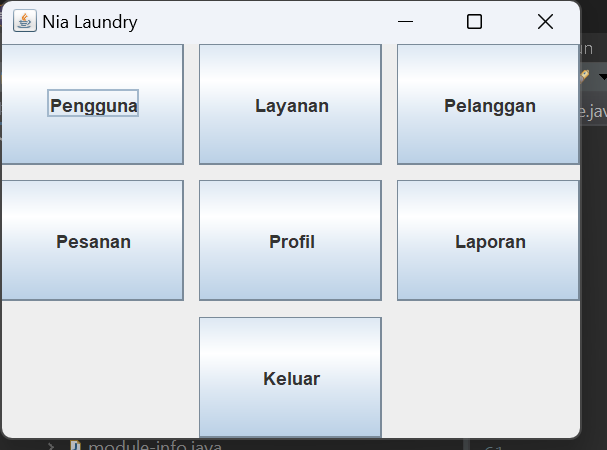 Nia Laundry
Pengguna Layanan Pelanggan
Pesanan Profil Laporan
Keluar
module-info.java